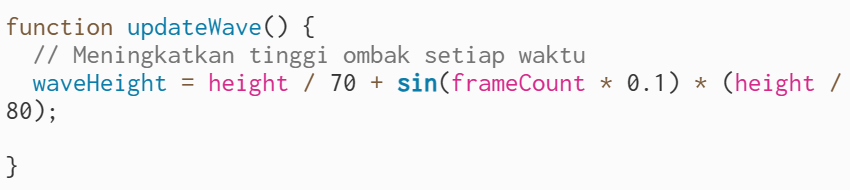 function updateWave() {
  // Meningkatkan tinggi ombak setiap waktu
  waveHeight = height / 70 + sin(frameCount * 0.1) * (height /
80);

}